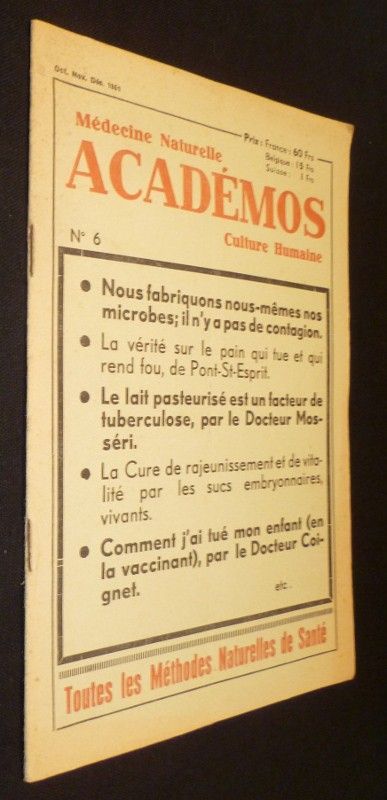 Oct. Nov. Déc. 1951
Médecine Naturelle
Prix : France : 60 Frs
Belgique : 15 Frs
Suisse : 1 Frs
ACADÉMOS
N° 6
Culture Humaine
• Nous fabriquons nous-mêmes nos
microbes; il n'y a pas de contagion.
• La vérité sur le pain qui tue et qui
rend fou, de Pont-St-Esprit.
• Le lait pasteurisé est un facteur de
tuberculose, par le Docteur Mos-
séri.
• La Cure de rajeunissement et de vita-
lité par les sucs embryonnaires,
vivants.
• Comment j'ai tué mon enfant (en
la vaccinant), par le Docteur Coi-
gnet.
etc...
Toutes les Méthodes Naturelles de Santé